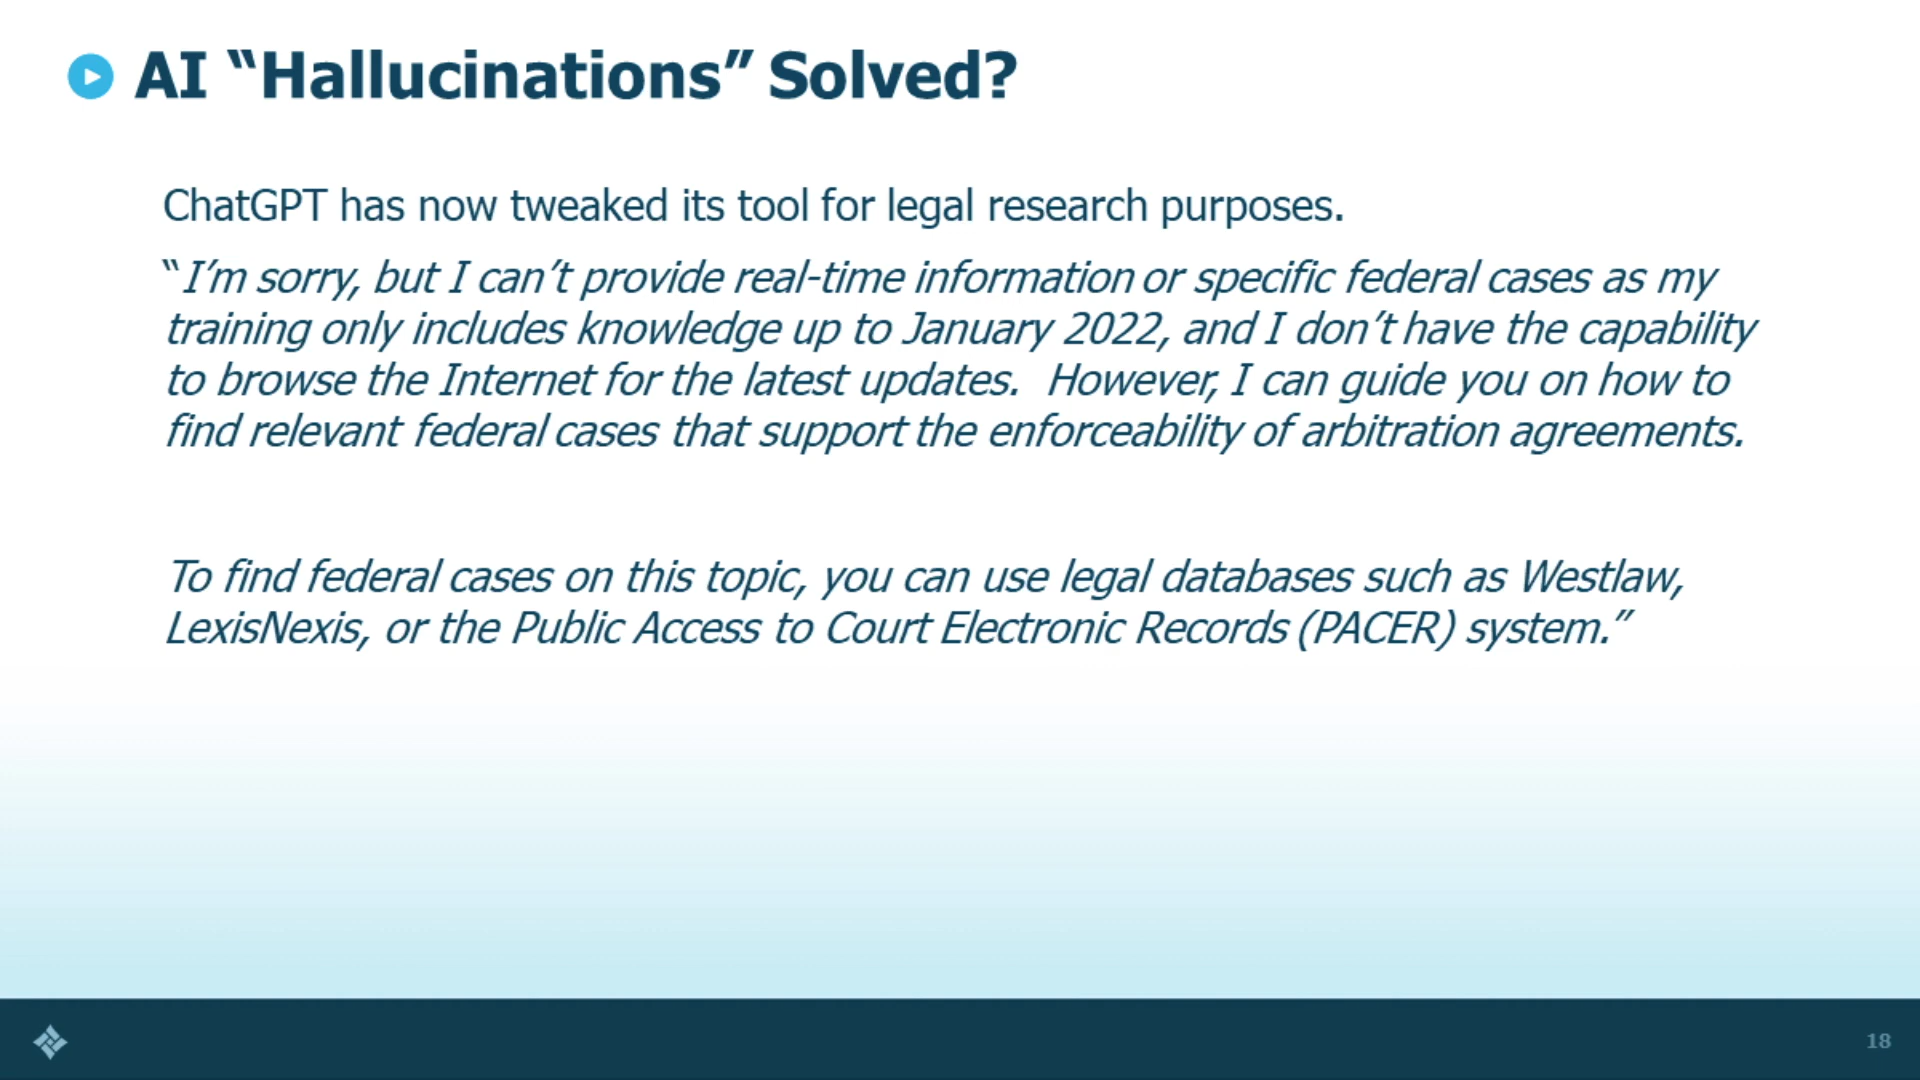 AI “Hallucinations” Solved?
ChatGPT has now tweaked its tool for legal research purposes.
“I’m sorry, but I can’t provide real-time information or specific federal cases as my
training only includes knowledge up to January 2022, and I don’t have the capability
to browse the Internet for the latest updates.  However, I can guide you on how to
find relevant federal cases that support the enforceability of arbitration agreements.
To find federal cases on this topic, you can use legal databases such as Westlaw,
LexisNexis, or the Public Access to Court Electronic Records (PACER) system.”
18